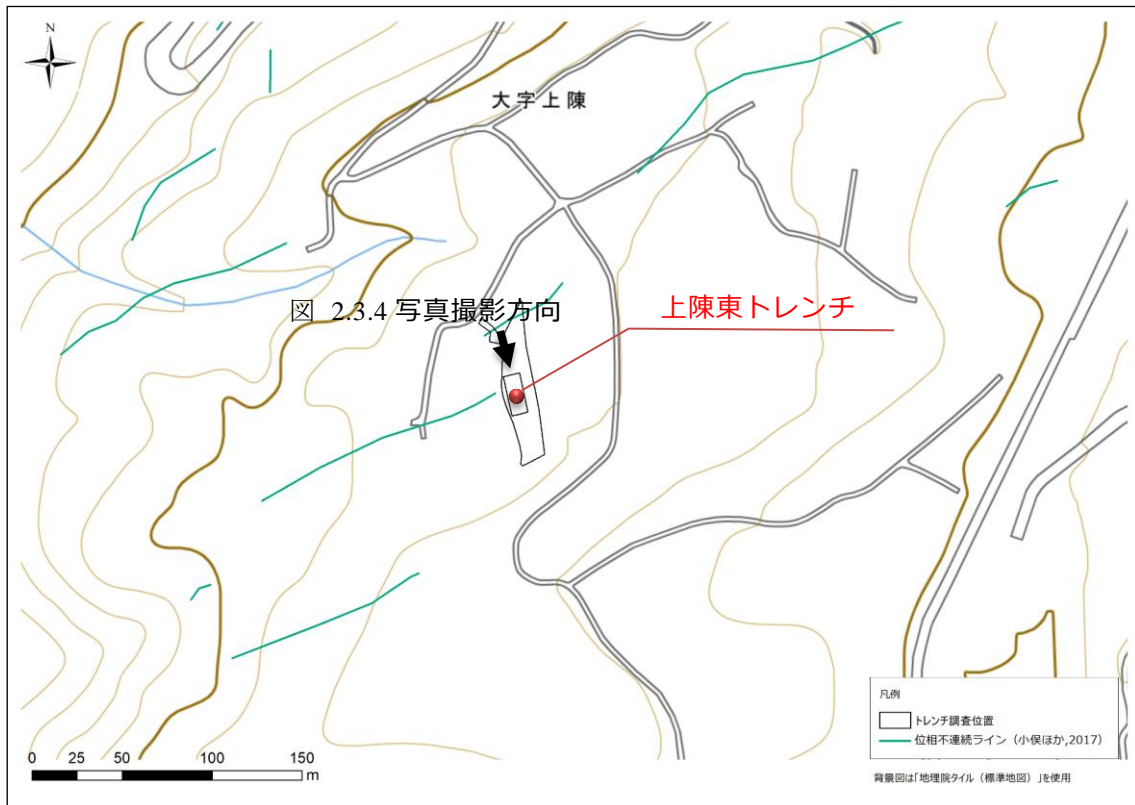 N
大字上陳
図 2.3.4 写真撮影方向
上陳東トレンチ
凡例
トレンチ調査位置
位相不連続ライン（小俣ほか,2017）
0 25 50 100 150
m
背景図は「地理院タイル（標準地図）」を使用